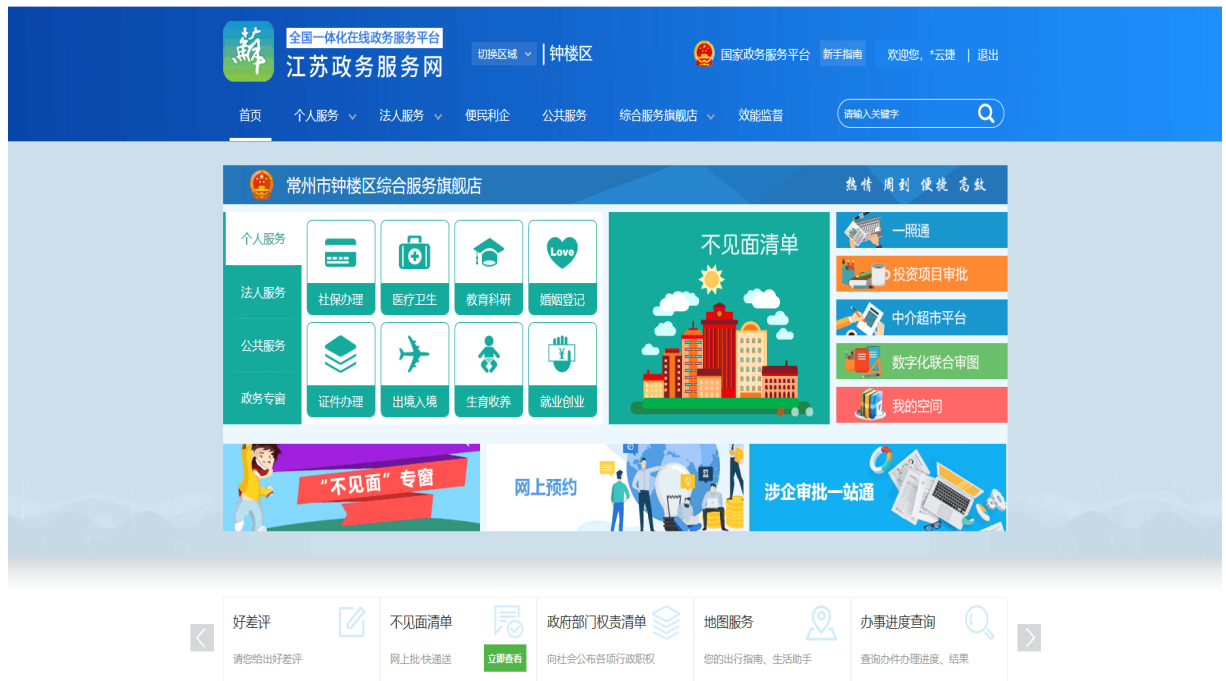 全国一体化在线政务服务平台
江苏政务服务网
切换区域
钟楼区
国家政务服务平台
新手指南
欢迎您，*云捷 | 退出
首页
个人服务
法人服务
便民利企
公共服务
综合服务旗舰店
效能监督
请输入关键字
常州市钟楼区综合服务旗舰店
热情 周到 便捷 高效
个人服务
法人服务
公共服务
政务专窗
社保办理
医疗卫生
教育科研
Love
婚姻登记
证件办理
出境入境
生育收养
就业创业
不见面清单
一照通
投资项目审批
中介超市平台
数字化联合审图
我的空间
“不见面”专窗
网上预约
涉企审批一站通
好差评
请您给出好差评
不见面清单
网上批·快递送
立即查看
政府部门权责清单
向社会公布各项行政职权
地图服务
您的出行指南、生活助手
办事进度查询
查询办件办理进度、结果